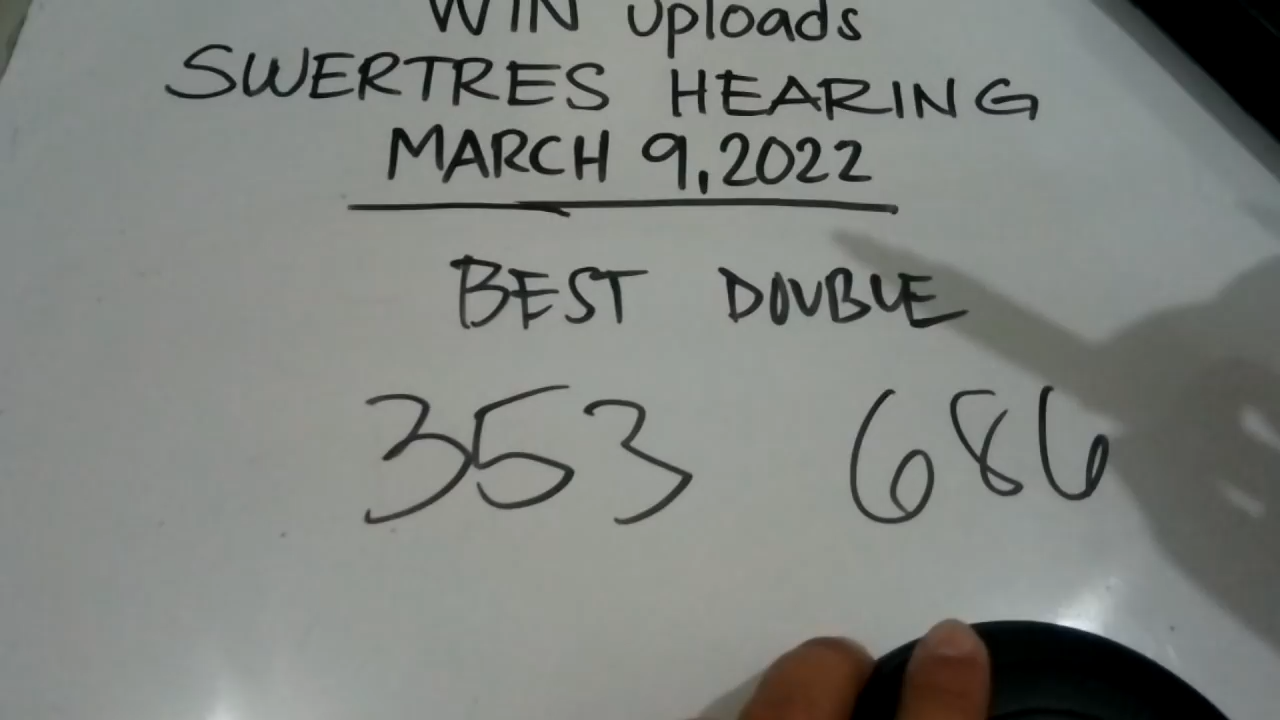 WIN Uploads
SWERTRES HEARING
MARCH 9,2022
BEST DOUBLE
353 686